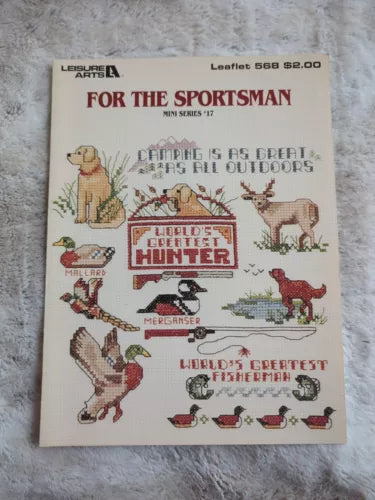 LEISURE
ARTS
Leaflet 568 $2.00
FOR THE SPORTSMAN
MINI SERIES #17
CAMPING IS AS GREAT
AS ALL OUTDOORS
WORLD'S
GREATEST
HUNTER
MALLARD
MERGANSER
WORLD'S GREATEST
FISHERMAN